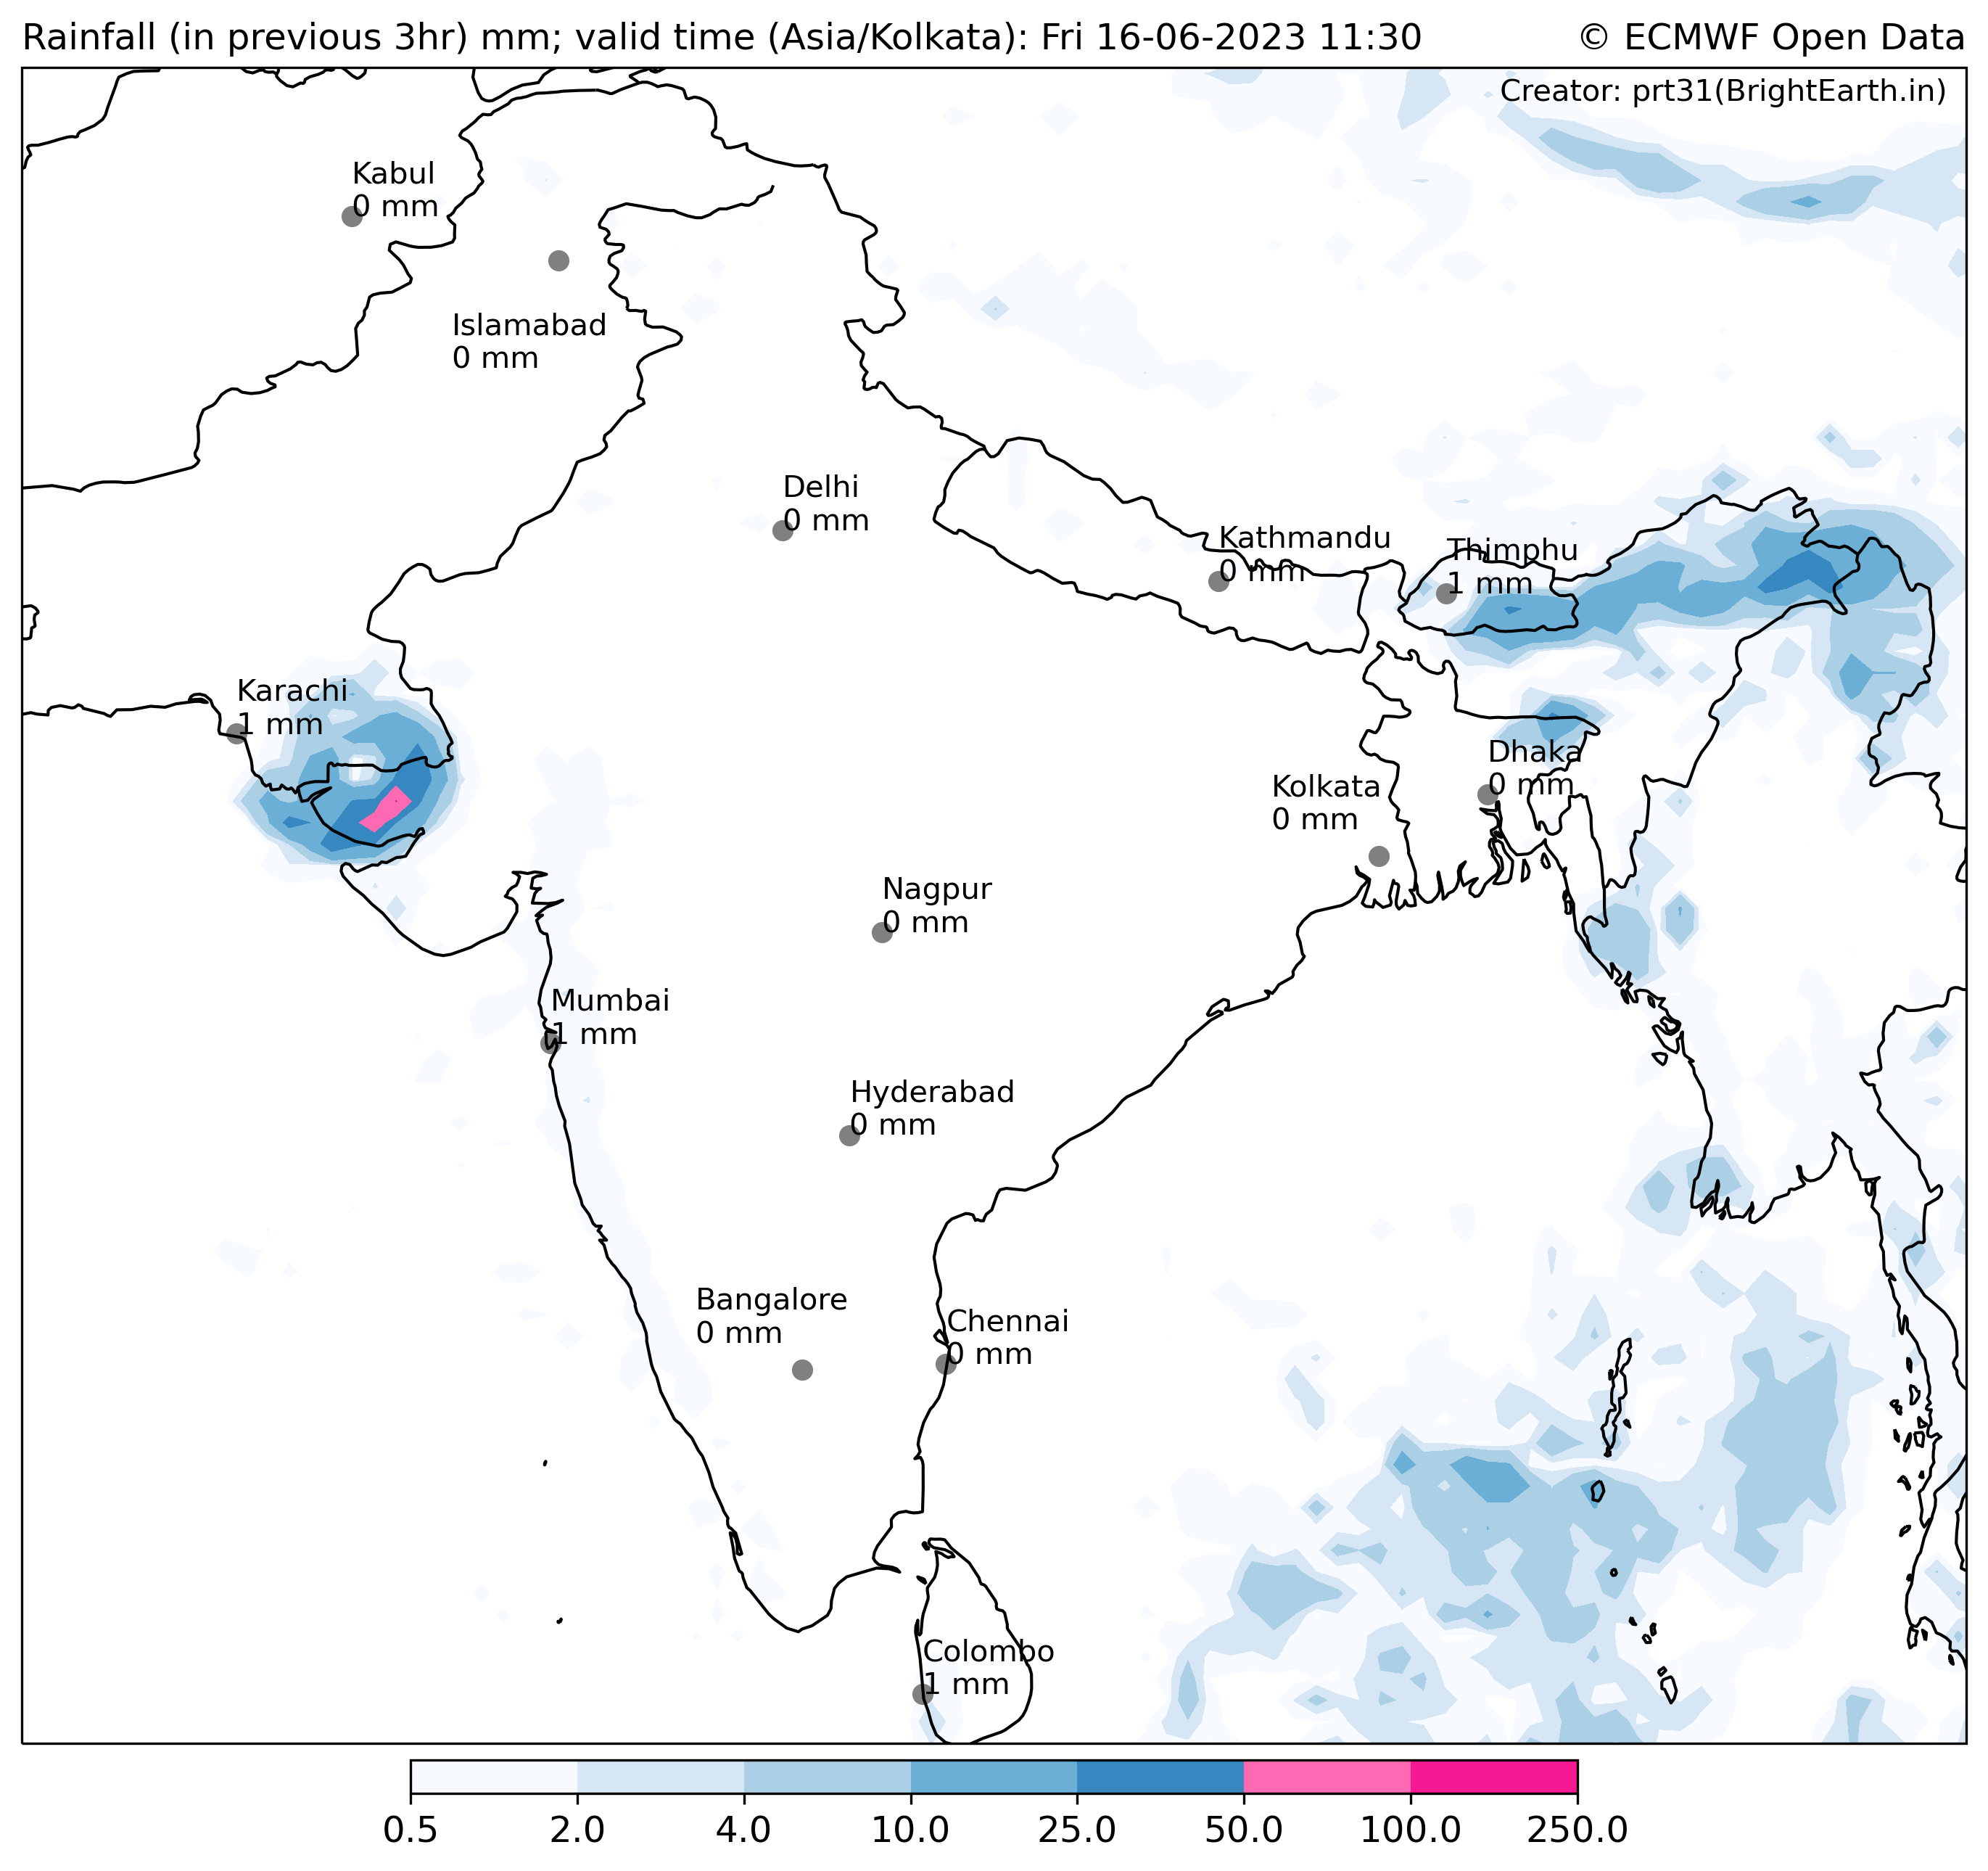 Rainfall (in previous 3hr) mm; valid time (Asia/Kolkata): Fri 16-06-2023 11:30
© ECMWF Open Data
Creator: prt31(BrightEarth.in)
Kabul
0 mm
Islamabad
0 mm
Delhi
0 mm
Kathmandu
0 mm
Thimphu
1 mm
Karachi
1 mm
Dhaka
0 mm
Kolkata
0 mm
Nagpur
0 mm
Mumbai
1 mm
Hyderabad
0 mm
Bangalore
0 mm
Chennai
0 mm
Colombo
1 mm
0.5 2.0 4.0 10.0 25.0 50.0 100.0 250.0